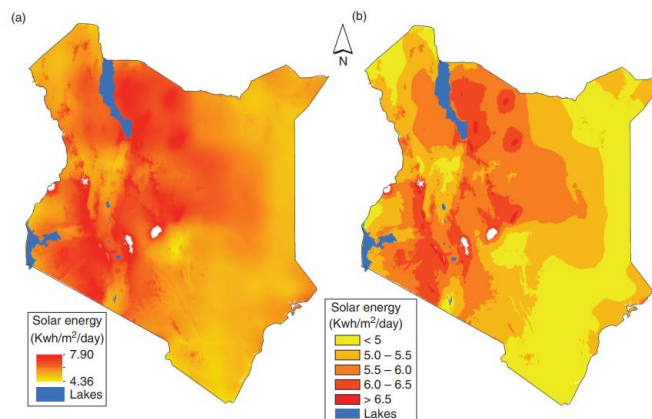 (a)
N
(b)
Solar energy
(Kwh/m²/day)
7.90
4.36
Lakes
Solar energy
(Kwh/m²/day)
< 5
5.0 – 5.5
5.5 – 6.0
6.0 – 6.5
> 6.5
Lakes